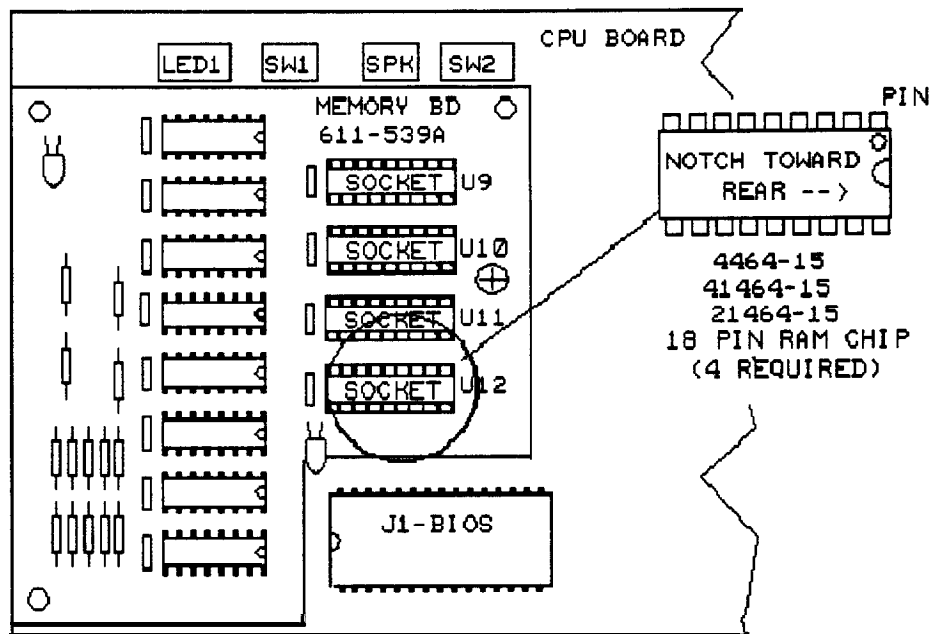 CPU BOARD
LED1
SW1
SPK
SW2
MEMORY BD
611-539A
SOCKET U9
SOCKET U10
SOCKET U11
SOCKET U12
J1-BIOS
PIN
NOTCH TOWARD
REAR -->
4464-15
41464-15
21464-15
18 PIN RAM CHIP
(4 REQUIRED)